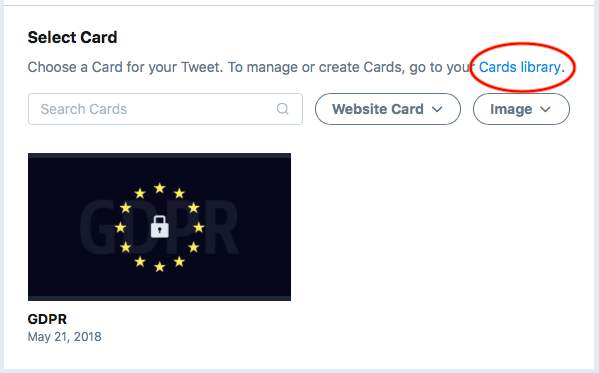 Select Card
Choose a Card for your Tweet. To manage or create Cards, go to your Cards library.
Search Cards
Website Card
Image
GDPR
GDPR
May 21, 2018